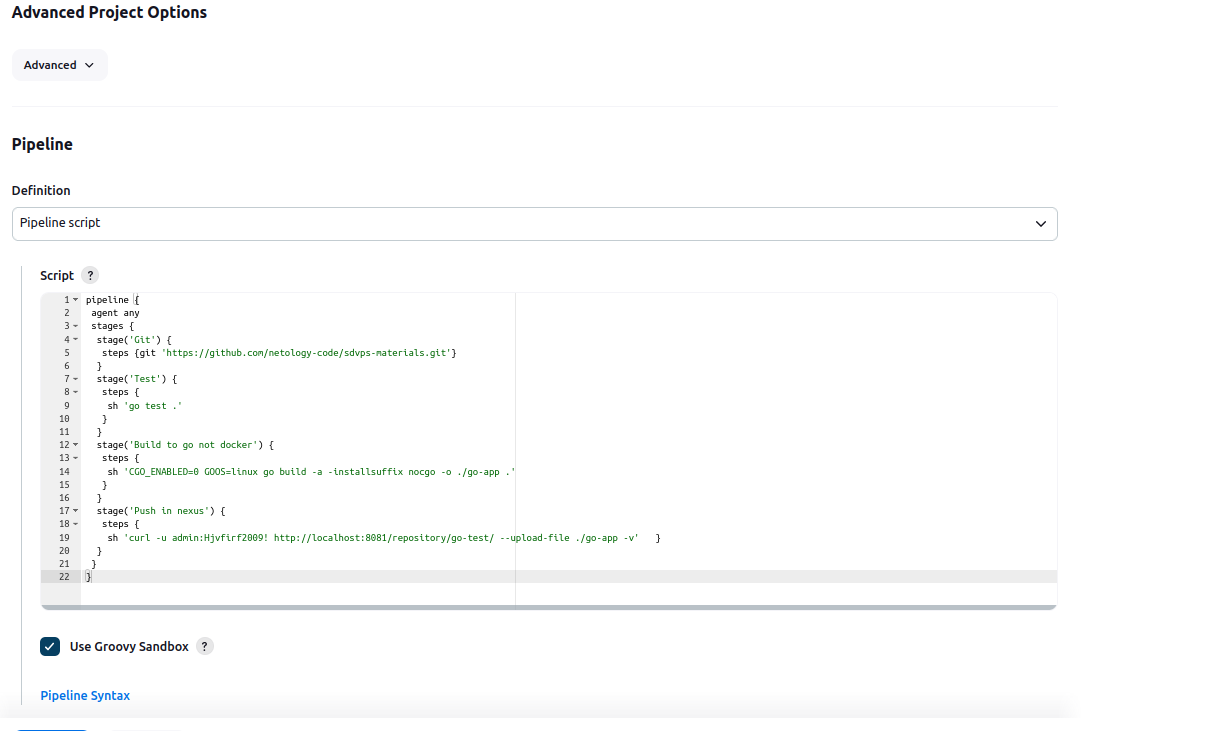 Advanced Project Options
Advanced
Pipeline
Definition
Pipeline script
Script ?
1 pipeline {
2 agent any
3 stages {
4 stage('Git') {
5 steps {git 'https://github.com/netology-code/sdvps-materials.git'}
6 }
7 stage('Test') {
8 steps {
9 sh 'go test .'
10 }
11 }
12 stage('Build to go not docker') {
13 steps {
14 sh 'CGO_ENABLED=0 GOOS=linux go build -a -installsuffix nocgo -o ./go-app .'
15 }
16 }
17 stage('Push in nexus') {
18 steps {
19 sh 'curl -u admin:Hjvfirf2009! http://localhost:8081/repository/go-test/ --upload-file ./go-app -v' }
20 }
21 }
22 }
Use Groovy Sandbox ?
Pipeline Syntax